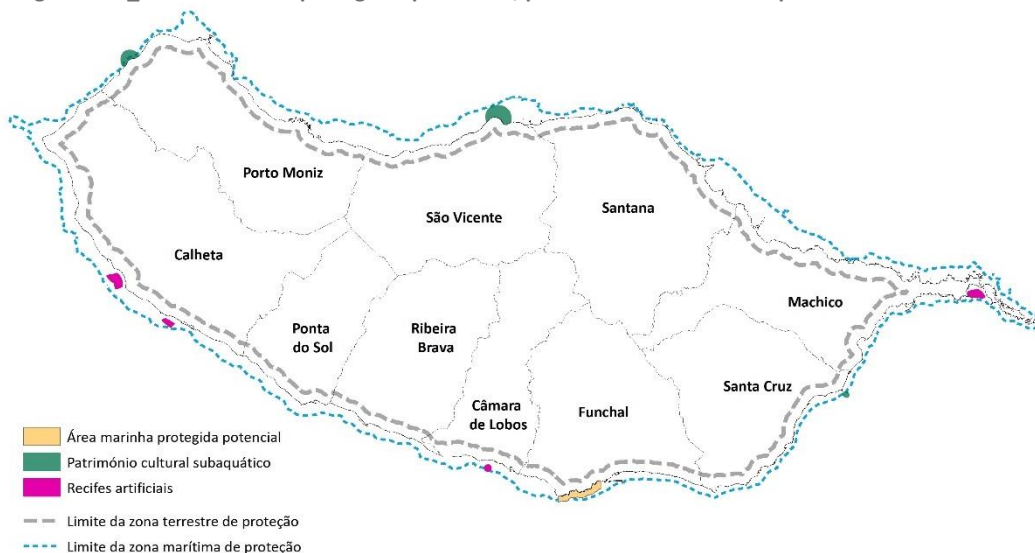 Porto Moniz
São Vicente
Santana
Calheta
Machico
Ponta
do Sol
Ribeira
Brava
Santa Cruz
Câmara
de Lobos
Funchal
Área marinha protegida potencial
Património cultural subaquático
Recifes artificiais
Limite da zona terrestre de proteção
Limite da zona marítima de proteção